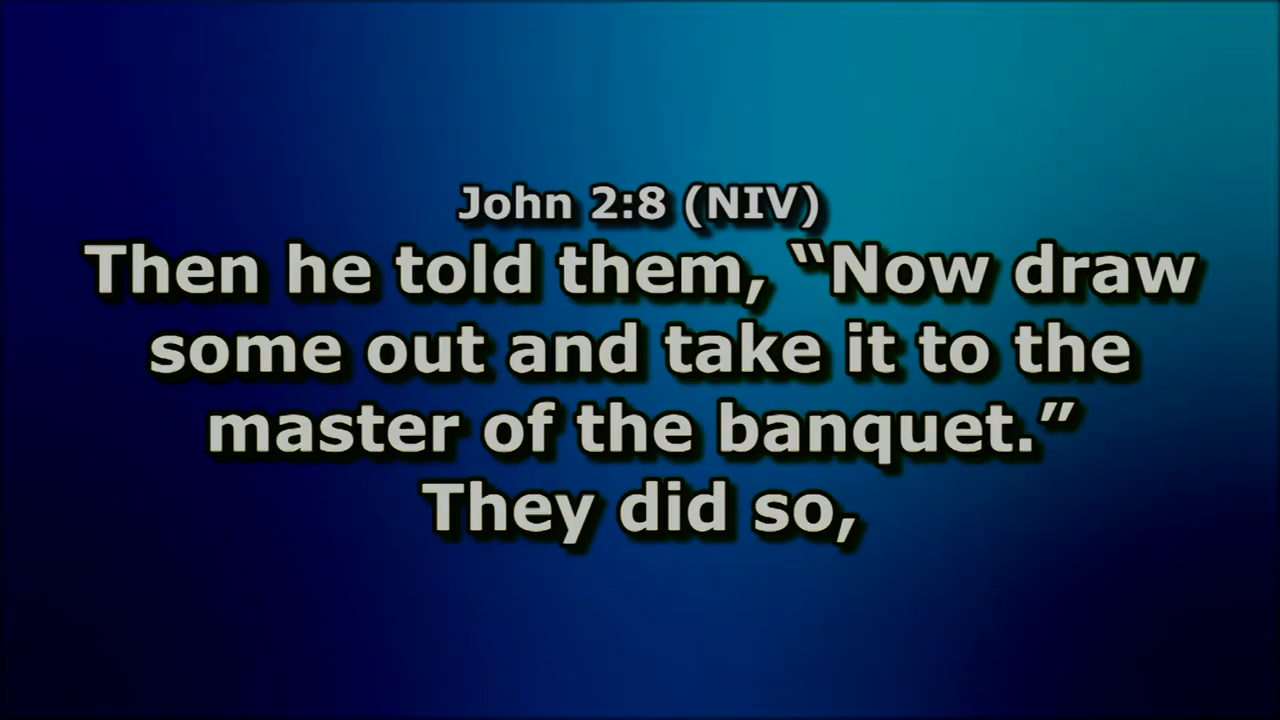 John 2:8 (NIV)
Then he told them, “Now draw
some out and take it to the
master of the banquet.”
They did so,